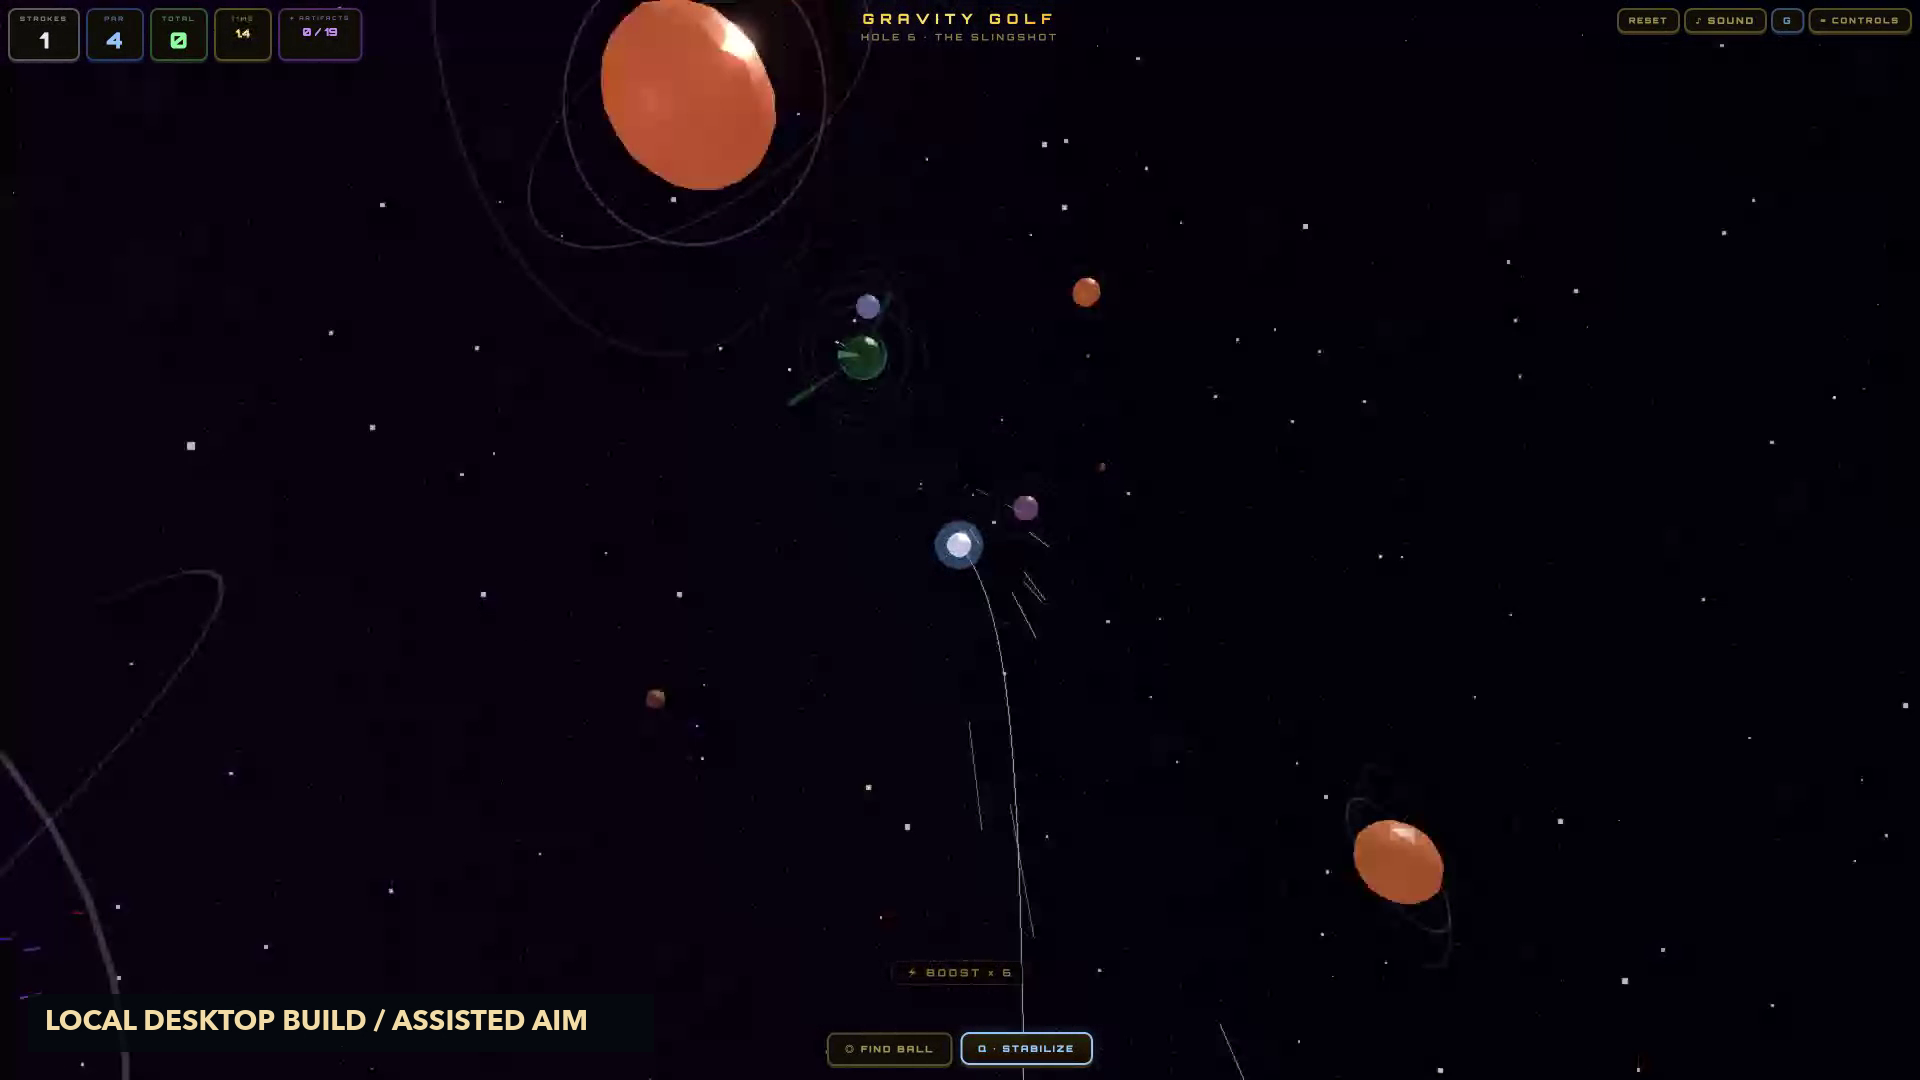 STROKES
1
PAR
4
TOTAL
0
TIME
14
ARTIFACTS
0 / 19
GRAVITY GOLF
HOLE 6 · THE SLINGSHOT
RESET
♪ SOUND
G
CONTROLS
⚡ BOOST × 6
LOCAL DESKTOP BUILD / ASSISTED AIM
FIND BALL
Q · STABILIZE